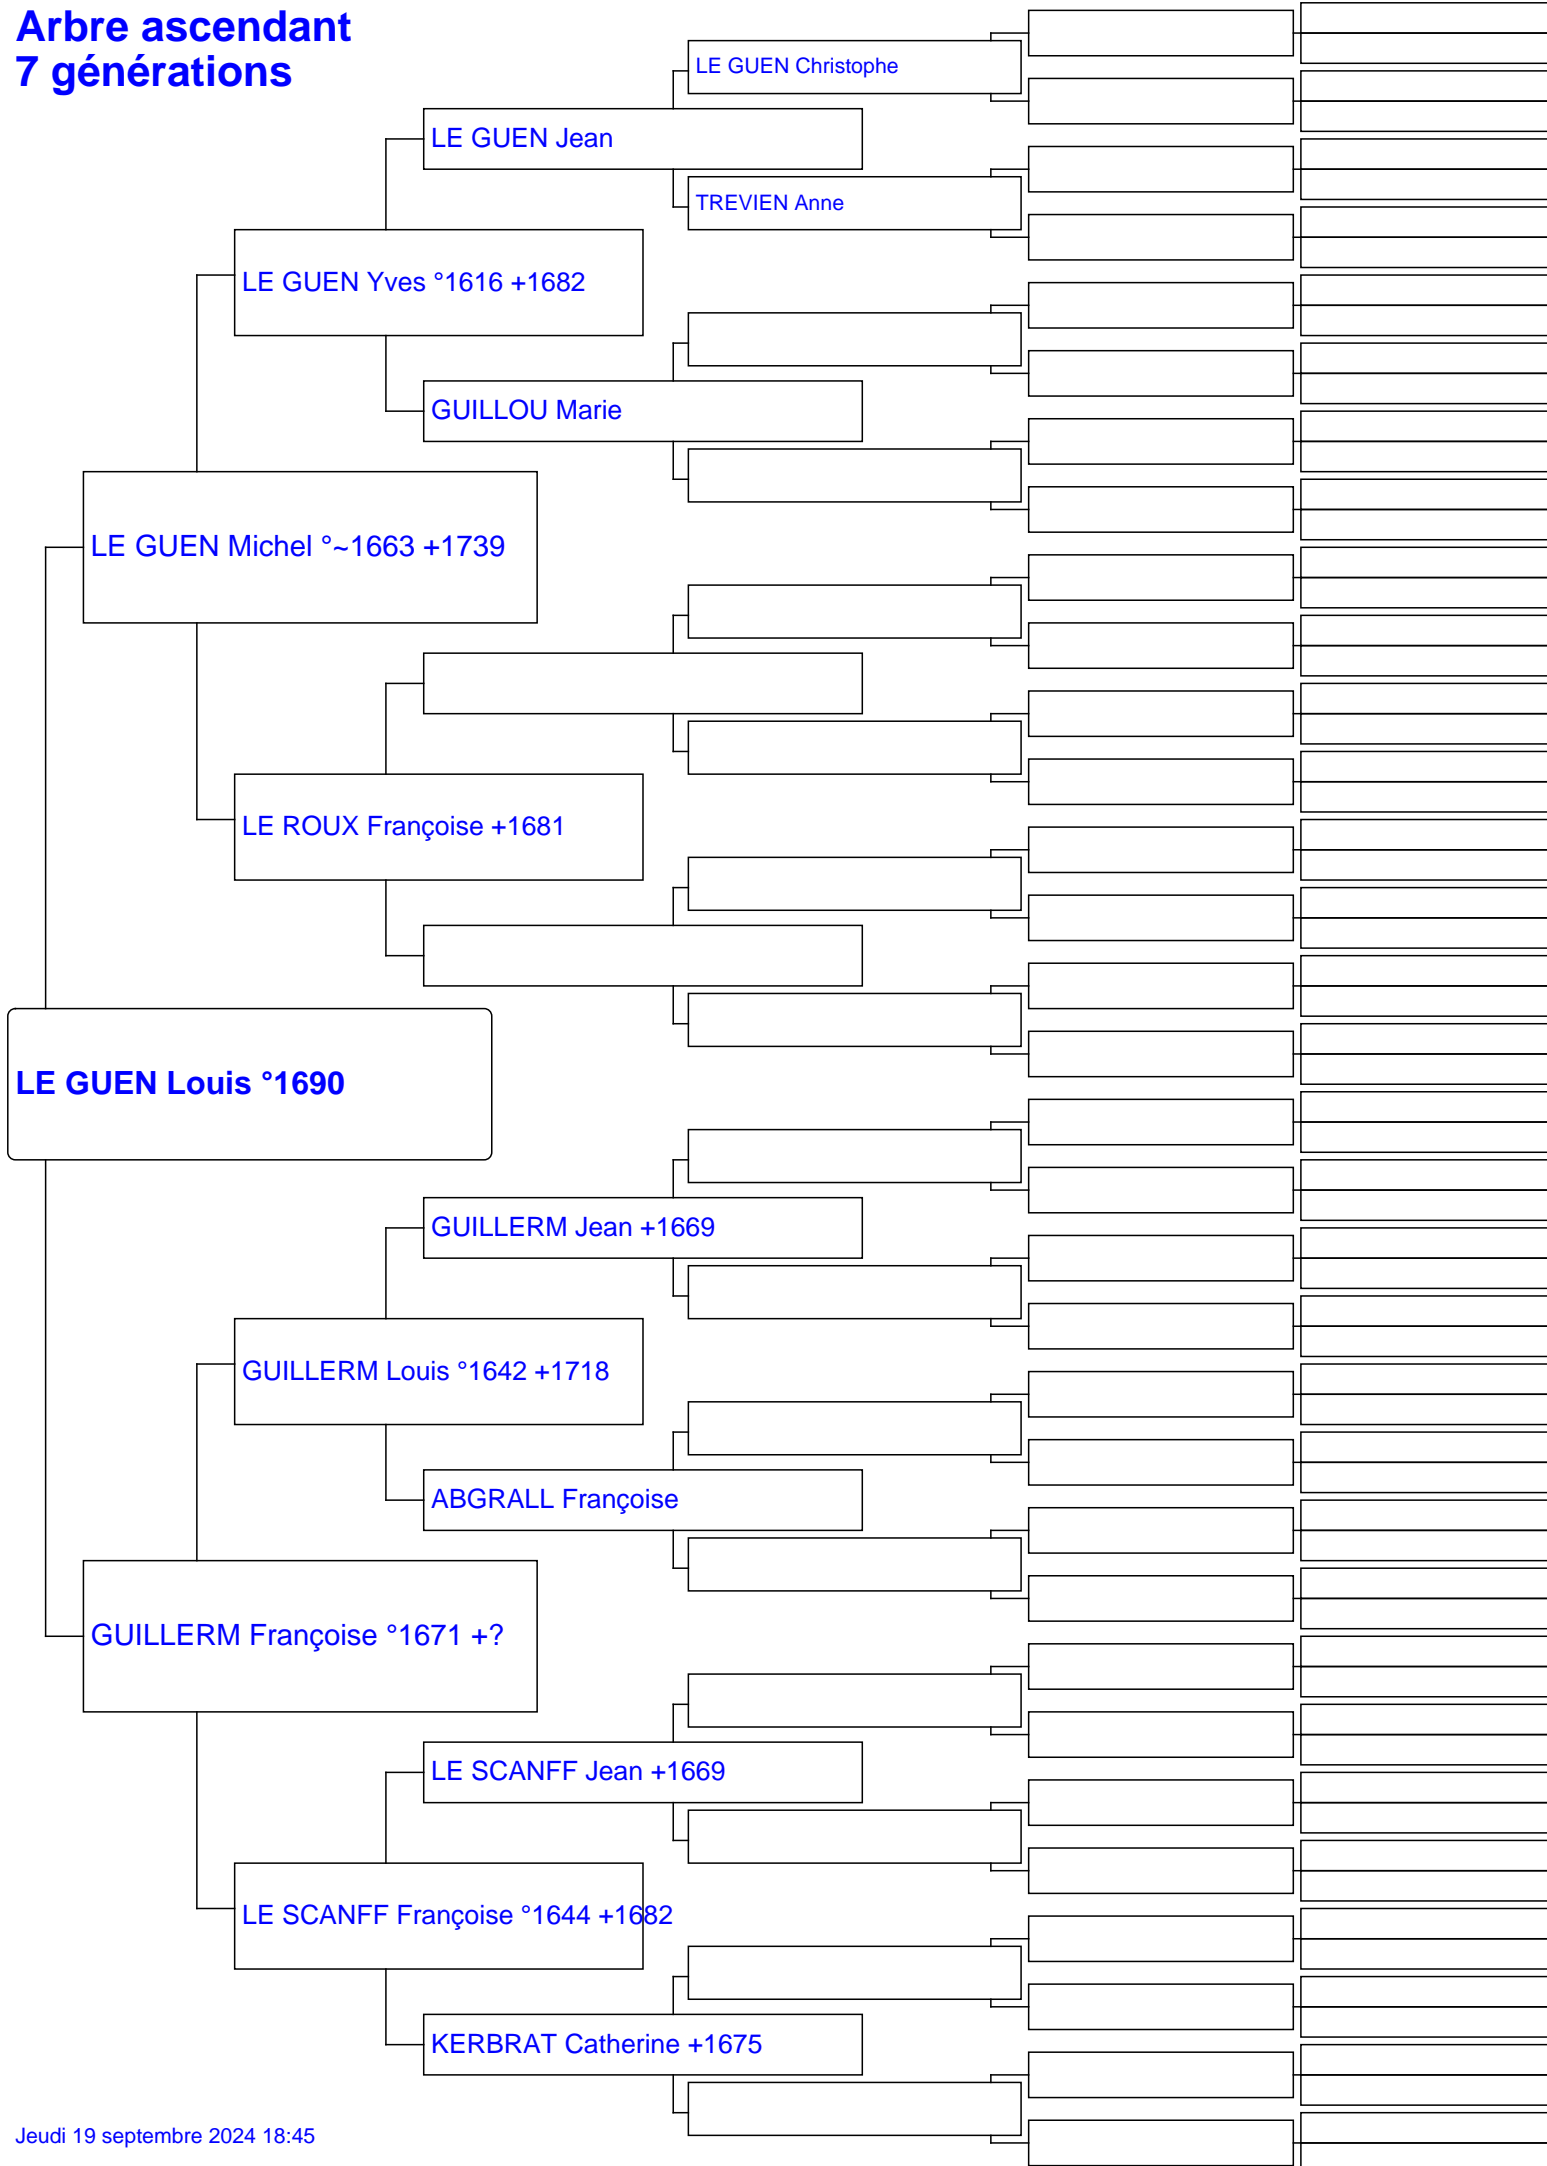 Arbre ascendant
7 générations
LE GUEN Christophe
LE GUEN Jean
TREVIEN Anne
LE GUEN Yves °1616 +1682
GUILLOU Marie
LE GUEN Michel °~1663 +1739
LE ROUX Françoise +1681
LE GUEN Louis °1690
GUILLERM Jean +1669
GUILLERM Louis °1642 +1718
ABGRALL Françoise
GUILLERM Françoise °1671 +?
LE SCANFF Jean +1669
LE SCANFF Françoise °1644 +1682
KERBRAT Catherine +1675
Jeudi 19 septembre 2024 18:45